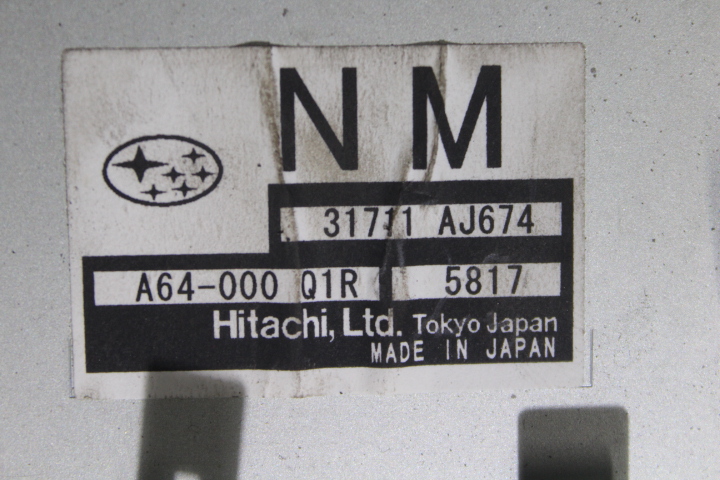 NM
31711 AJ674
A64-000 Q1R 5817
Hitachi, Ltd. Tokyo Japan
MADE IN JAPAN